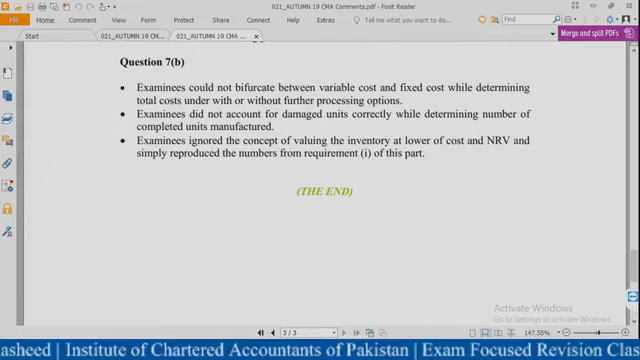 021_AUTUMN 19 CMA Comments.pdf - Foxit Reader
File Home Comment View Form Protect Share Connect Help Extras Tell me what you want to do... Find
Start 021_AUTUMN 19 CM... 021_AUTUMN 19 CMA... Merge and split PDFs
Question 7(b)
• Examinees could not bifurcate between variable cost and fixed cost while determining
total costs under with or without further processing options.
• Examinees did not account for damaged units correctly while determining number of
completed units manufactured.
• Examinees ignored the concept of valuing the inventory at lower of cost and NRV and
simply reproduced the numbers from requirement (i) of this part.
(THE END)
Activate Windows
Go to Settings to activate Windows.
3 / 3 147.55%
asheed | Institute of Chartered Accountants of Pakistan | Exam Focused Revision Clas